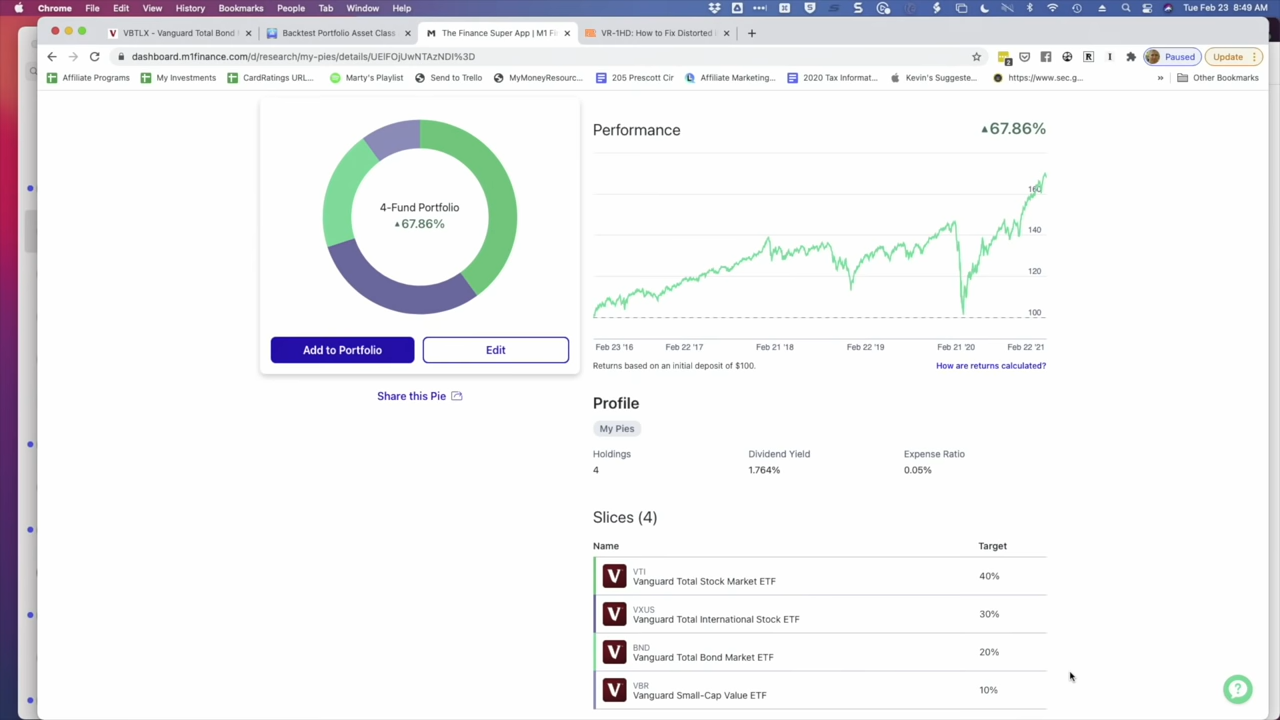 Chrome File Edit View History Bookmarks People Tab Window Help
Tue Feb 23 8:49 AM
VBTLX - Vanguard Total Bond
Backtest Portfolio Asset Class
The Finance Super App | M1 Fi
VR-1HD: How to Fix Distorted
dashboard.m1finance.com/d/research/my-pies/details/UElFOjUwNTAzNDI%3D
Paused
Update
Affiliate Programs
My Investments
CardRatings URL...
Marty's Playlist
Send to Trello
MyMoneyResourc...
205 Prescott Cir
Affiliate Marketing...
2020 Tax Informat...
Kevin's Suggeste...
https://www.sec.g...
»
Other Bookmarks
4-Fund Portfolio
▲67.86%
Add to Portfolio
Edit
Share this Pie
Performance
▲67.86%
160
140
120
100
Feb 23 '16
Feb 22 '17
Feb 21 '18
Feb 22 '19
Feb 21 '20
Feb 22 '21
Returns based on an initial deposit of $100.
How are returns calculated?
Profile
My Pies
Holdings
Dividend Yield
Expense Ratio
4
1.764%
0.05%
Slices (4)
Name
Target
VTI
Vanguard Total Stock Market ETF
40%
VXUS
Vanguard Total International Stock ETF
30%
BND
Vanguard Total Bond Market ETF
20%
VBR
Vanguard Small-Cap Value ETF
10%